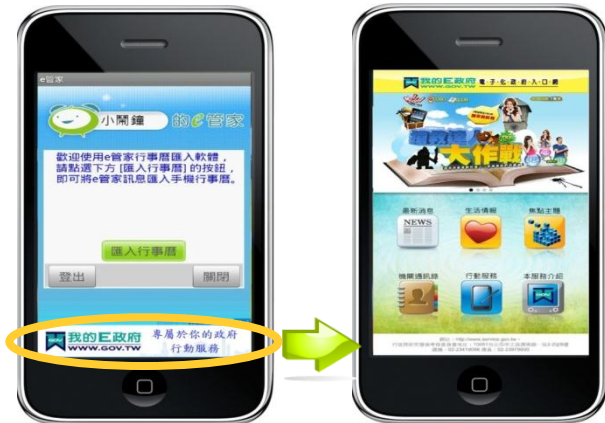 e管家
小鬧鐘 的e管家
歡迎使用e管家行事曆匯入軟體，
請點選下方 [匯入行事曆] 的按鈕，
即可將e管家訊息匯入手機行事曆。
匯入行事曆
登出 關閉
我的E政府
WWW.GOV.TW
專屬於你的政府
行動服務
我的E政府 電子化政府入口網
WWW.GOV.TW
大作戰
最新消息 生活情報 焦點主題
NEWS
機關通訊錄 行動服務 本服務介紹